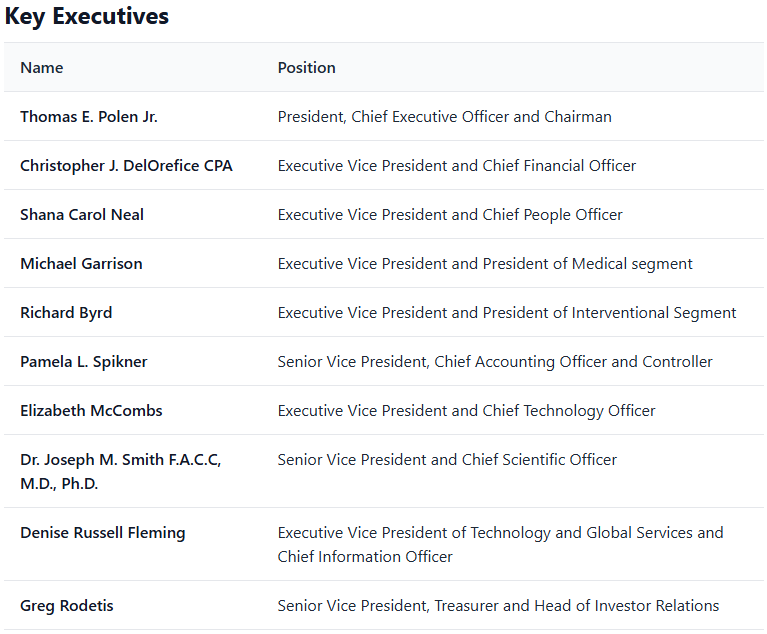 Key Executives
Name Position
Thomas E. Polen Jr. President, Chief Executive Officer and Chairman
Christopher J. DelOrefice CPA Executive Vice President and Chief Financial Officer
Shana Carol Neal Executive Vice President and Chief People Officer
Michael Garrison Executive Vice President and President of Medical segment
Richard Byrd Executive Vice President and President of Interventional Segment
Pamela L. Spikner Senior Vice President, Chief Accounting Officer and Controller
Elizabeth McCombs Executive Vice President and Chief Technology Officer
Dr. Joseph M. Smith F.A.C.C, Senior Vice President and Chief Scientific Officer
M.D., Ph.D.
Denise Russell Fleming Executive Vice President of Technology and Global Services and
Chief Information Officer
Greg Rodetis Senior Vice President, Treasurer and Head of Investor Relations